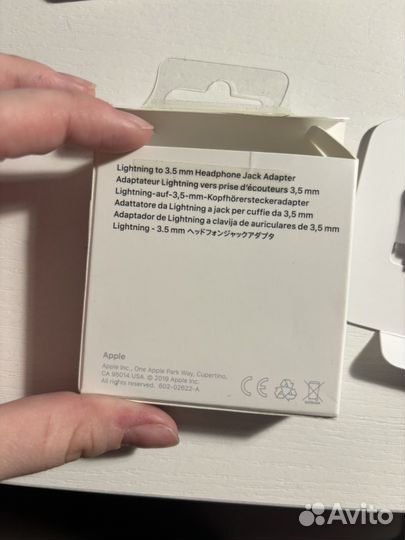 Lightning to 3.5 mm Headphone Jack Adapter
Adaptateur Lightning vers prise d'écouteurs 3,5 mm
Lightning-auf-3,5-mm-Kopfhörersteckeradapter
Adattatore da Lightning a jack per cuffie da 3,5 mm
Adaptador de Lightning a clavija de auriculares de 3,5 mm
Lightning - 3.5 mm ヘッドフォンジャックアダプタ
Apple
Apple Inc., One Apple Park Way, Cupertino,
CA 95014 USA. © 2019 Apple Inc.
All rights reserved. 602-02622-A
CE
Avito